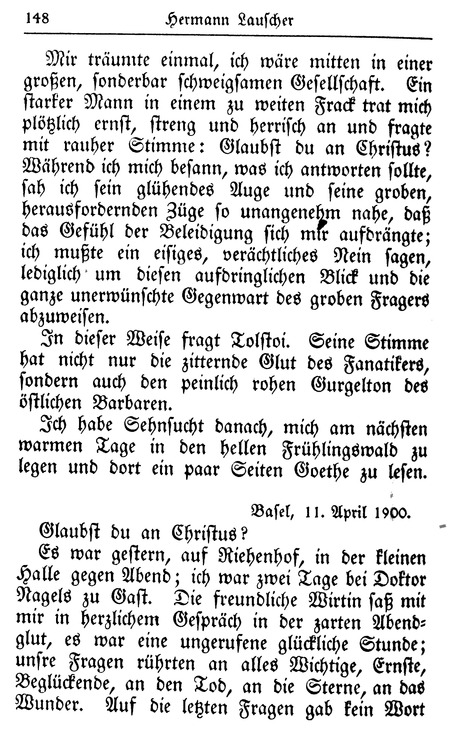 148 Hermann Lauscher
Mir träumte einmal, ich wäre mitten in einer
großen, sonderbar schweigsamen Gesellschaft. Ein
starker Mann in einem zu weiten Frack trat mich
plötzlich ernst, streng und herrisch an und fragte
mit rauher Stimme: Glaubst du an Christus?
Während ich mich besann, was ich antworten sollte,
sah ich sein glühendes Auge und seine groben,
herausfordernden Züge so unangenehm nahe, daß
das Gefühl der Beleidigung sich mir aufdrängte;
ich mußte ein eisiges, verächtliches Nein sagen,
lediglich um diesen aufdringlichen Blick und die
ganze unerwünschte Gegenwart des groben Fragers
abzuweisen.
In dieser Weise fragt Tolstoi. Seine Stimme
hat nicht nur die zitternde Glut des Fanatikers,
sondern auch den peinlich rohen Gurgelton des
östlichen Barbaren.
Ich habe Sehnsucht danach, mich am nächsten
warmen Tage in den hellen Frühlingswald zu
legen und dort ein paar Seiten Goethe zu lesen.
Basel, 11. April 1900.
Glaubst du an Christus?
Es war gestern, auf Riehenhof, in der kleinen
Halle gegen Abend; ich war zwei Tage bei Doktor
Nagels zu Gast. Die freundliche Wirtin saß mit
mir in herzlichem Gespräch in der zarten Abend-
glut, es war eine ungerufene glückliche Stunde;
unsre Fragen rührten an alles Wichtige, Ernste,
Beglückende, an den Tod, an die Sterne, an das
Wunder. Auf die letzten Fragen gab kein Wort